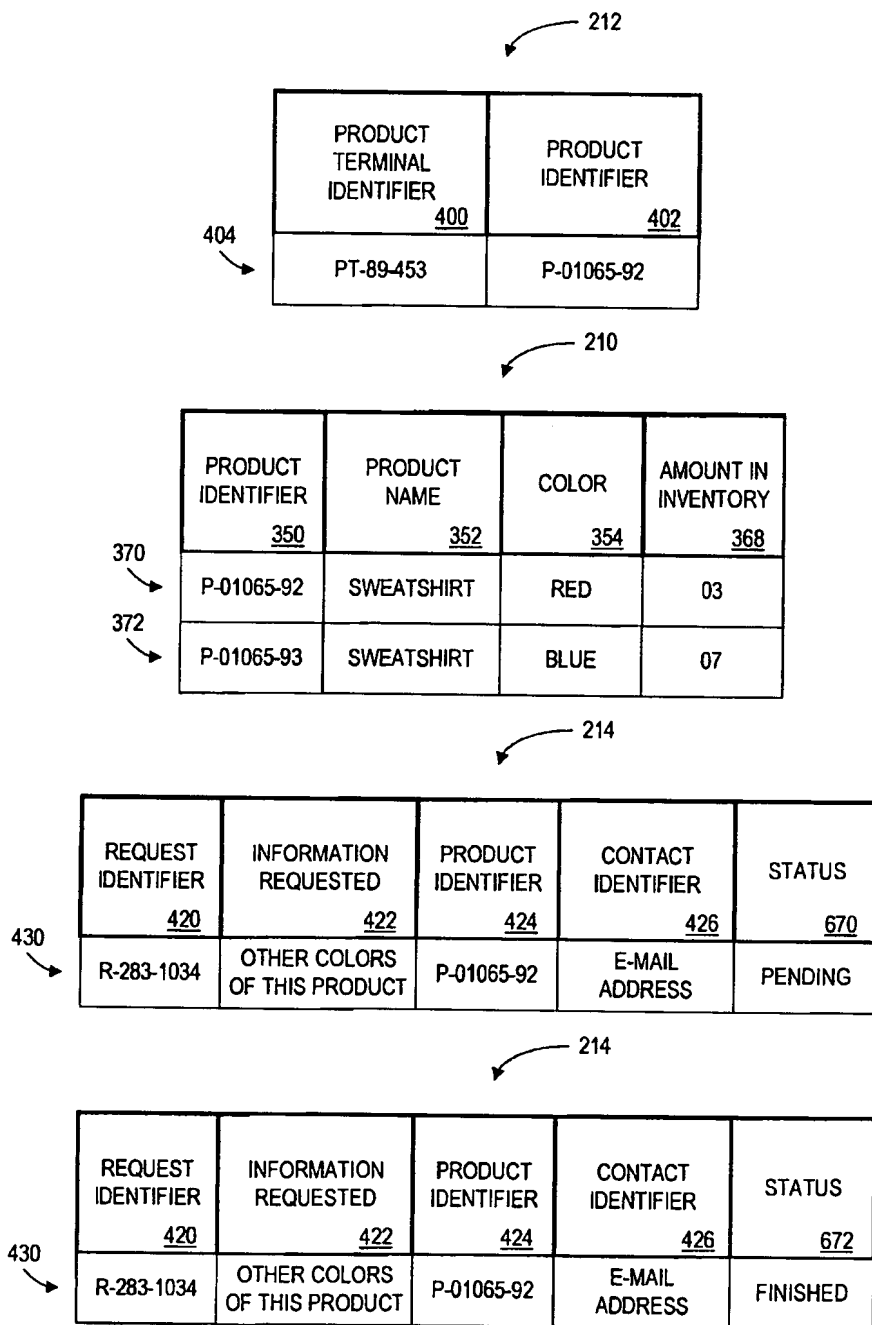 212
PRODUCT TERMINAL IDENTIFIER 400 PRODUCT IDENTIFIER 402
404 PT-89-453 P-01065-92
210
PRODUCT IDENTIFIER 350 PRODUCT NAME 352 COLOR 354 AMOUNT IN INVENTORY 368
370 P-01065-92 SWEATSHIRT RED 03
372 P-01065-93 SWEATSHIRT BLUE 07
214
REQUEST IDENTIFIER 420 INFORMATION REQUESTED 422 PRODUCT IDENTIFIER 424 CONTACT IDENTIFIER 426 STATUS 670
430 R-283-1034 OTHER COLORS OF THIS PRODUCT P-01065-92 E-MAIL ADDRESS PENDING
214
REQUEST IDENTIFIER 420 INFORMATION REQUESTED 422 PRODUCT IDENTIFIER 424 CONTACT IDENTIFIER 426 STATUS 672
430 R-283-1034 OTHER COLORS OF THIS PRODUCT P-01065-92 E-MAIL ADDRESS FINISHED